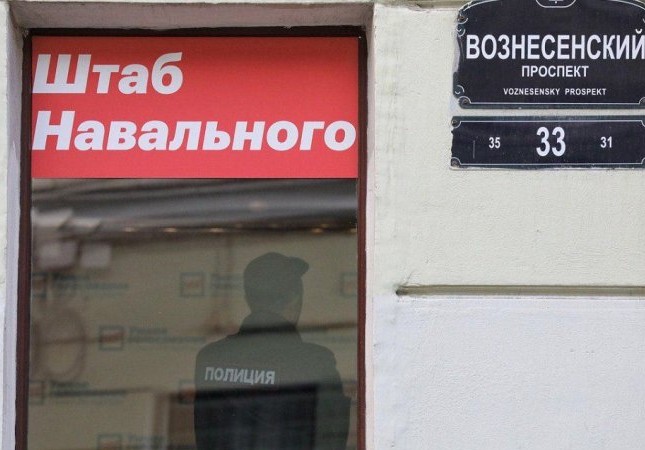 Штаб
Навального
ВОЗНЕСЕНСКИЙ
ПРОСПЕКТ
VOZNESENSKY PROSPEKT
35 33 31
ПОЛИЦИЯ